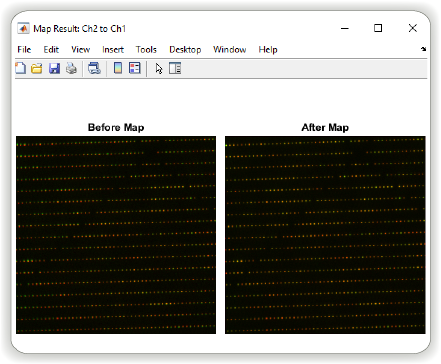 Map Result: Ch2 to Ch1
File Edit View Insert Tools Desktop Window Help
Before Map After Map